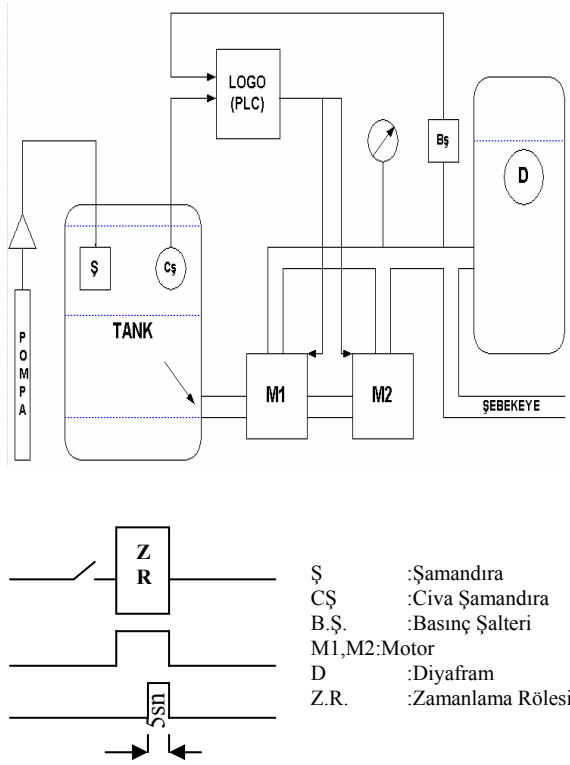 LOGO
(PLC)
Bş
D
Ş
Cş
POMPA
TANK
M1
M2
ŞEBEKEYE
Z
R
5sn
Ş :Şamandıra
CŞ :Civa Şamandıra
B.Ş. :Basınç Şalteri
M1,M2:Motor
D :Diyafram
Z.R. :Zamanlama Rölesi